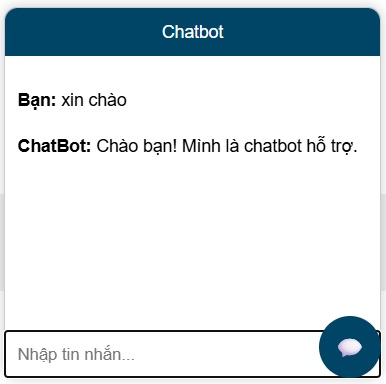 Chatbot
Bạn: xin chào
ChatBot: Chào bạn! Mình là chatbot hỗ trợ.
Nhập tin nhắn...